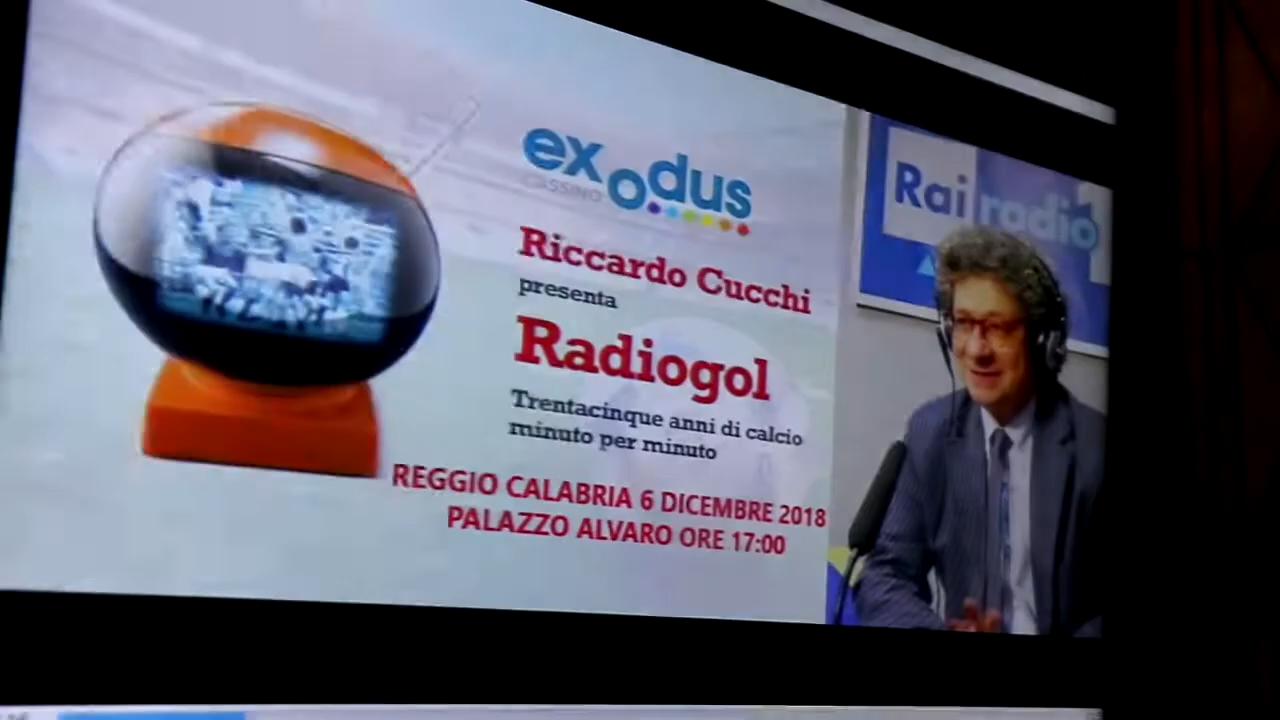 exodus
CASSINO
Riccardo Cucchi
presenta
Radiogol
Trentacinque anni di calcio
minuto per minuto
REGGIO CALABRIA 6 DICEMBRE 2018
PALAZZO ALVARO ORE 17:00
Rai radio 1